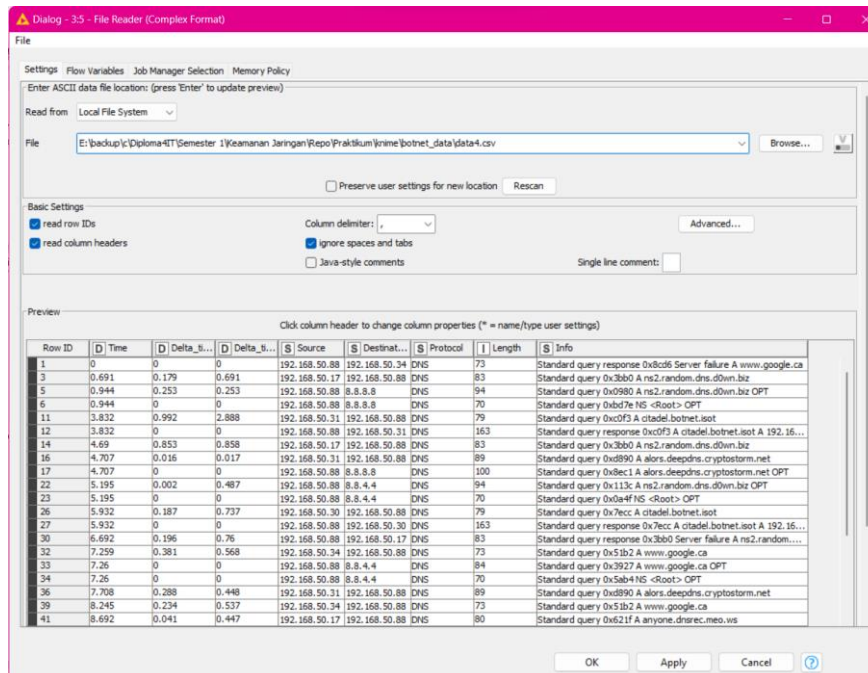 Dialog - 3:5 - File Reader (Complex Format)
File
Settings Flow Variables Job Manager Selection Memory Policy
Enter ASCII data file location: (press 'Enter' to update preview)
Read from Local File System
File E:\backup\c\Diploma4IT\Semester 1\Keamanan Jaringan\Repo\Praktikum\knime\botnet_data\data4.csv Browse...
Preserve user settings for new location Rescan
Basic Settings
read row IDs Column delimiter: , Advanced...
read column headers ignore spaces and tabs
Java-style comments Single line comment:
Preview
Click column header to change column properties (* = name/type user settings)
Row ID D Time D Delta_ti... D Delta_ti... S Source S Destinat... S Protocol I Length S Info
1 0 0 0 192.168.50.88 192.168.50.34 DNS 73 Standard query response 0x8cd6 Server failure A www.google.ca
3 0.691 0.179 0.691 192.168.50.17 192.168.50.88 DNS 83 Standard query 0x3bb0 A ns2.random.dns.d0wn.biz
5 0.944 0.253 0.253 192.168.50.88 8.8.8.8 DNS 94 Standard query 0x0980 A ns2.random.dns.d0wn.biz OPT
6 0.944 0 0 192.168.50.88 8.8.8.8 DNS 70 Standard query 0xbd7e NS <Root> OPT
11 3.832 0.992 2.888 192.168.50.31 192.168.50.88 DNS 79 Standard query 0xc0f3 A citadel.botnet.isot
12 3.832 0 0 192.168.50.88 192.168.50.31 DNS 163 Standard query response 0xc0f3 A citadel.botnet.isot A 192.16...
14 4.69 0.853 0.858 192.168.50.17 192.168.50.88 DNS 83 Standard query 0x3bb0 A ns2.random.dns.d0wn.biz
16 4.707 0.016 0.017 192.168.50.31 192.168.50.88 DNS 89 Standard query 0xd890 A alors.deepdns.cryptostorm.net
17 4.707 0 0 192.168.50.88 8.8.8.8 DNS 100 Standard query 0x8ec1 A alors.deepdns.cryptostorm.net OPT
22 5.195 0.002 0.487 192.168.50.88 8.8.4.4 DNS 94 Standard query 0x113c A ns2.random.dns.d0wn.biz OPT
23 5.195 0 0 192.168.50.88 8.8.4.4 DNS 70 Standard query 0x0a4f NS <Root> OPT
26 5.932 0.187 0.737 192.168.50.30 192.168.50.88 DNS 79 Standard query 0x7ecc A citadel.botnet.isot
27 5.932 0 0 192.168.50.88 192.168.50.30 DNS 163 Standard query response 0x7ecc A citadel.botnet.isot A 192.16...
30 6.692 0.196 0.76 192.168.50.88 192.168.50.17 DNS 83 Standard query response 0x3bb0 Server failure A ns2.random....
32 7.259 0.381 0.568 192.168.50.34 192.168.50.88 DNS 73 Standard query 0x51b2 A www.google.ca
33 7.26 0 0 192.168.50.88 8.8.4.4 DNS 84 Standard query 0x3927 A www.google.ca OPT
34 7.26 0 0 192.168.50.88 8.8.4.4 DNS 70 Standard query 0x5ab4 NS <Root> OPT
36 7.708 0.288 0.448 192.168.50.31 192.168.50.88 DNS 89 Standard query 0xd890 A alors.deepdns.cryptostorm.net
39 8.245 0.234 0.537 192.168.50.34 192.168.50.88 DNS 73 Standard query 0x51b2 A www.google.ca
41 8.692 0.041 0.447 192.168.50.17 192.168.50.88 DNS 80 Standard query 0x621f A anyone.dnsrec.meo.ws
OK Apply Cancel ?